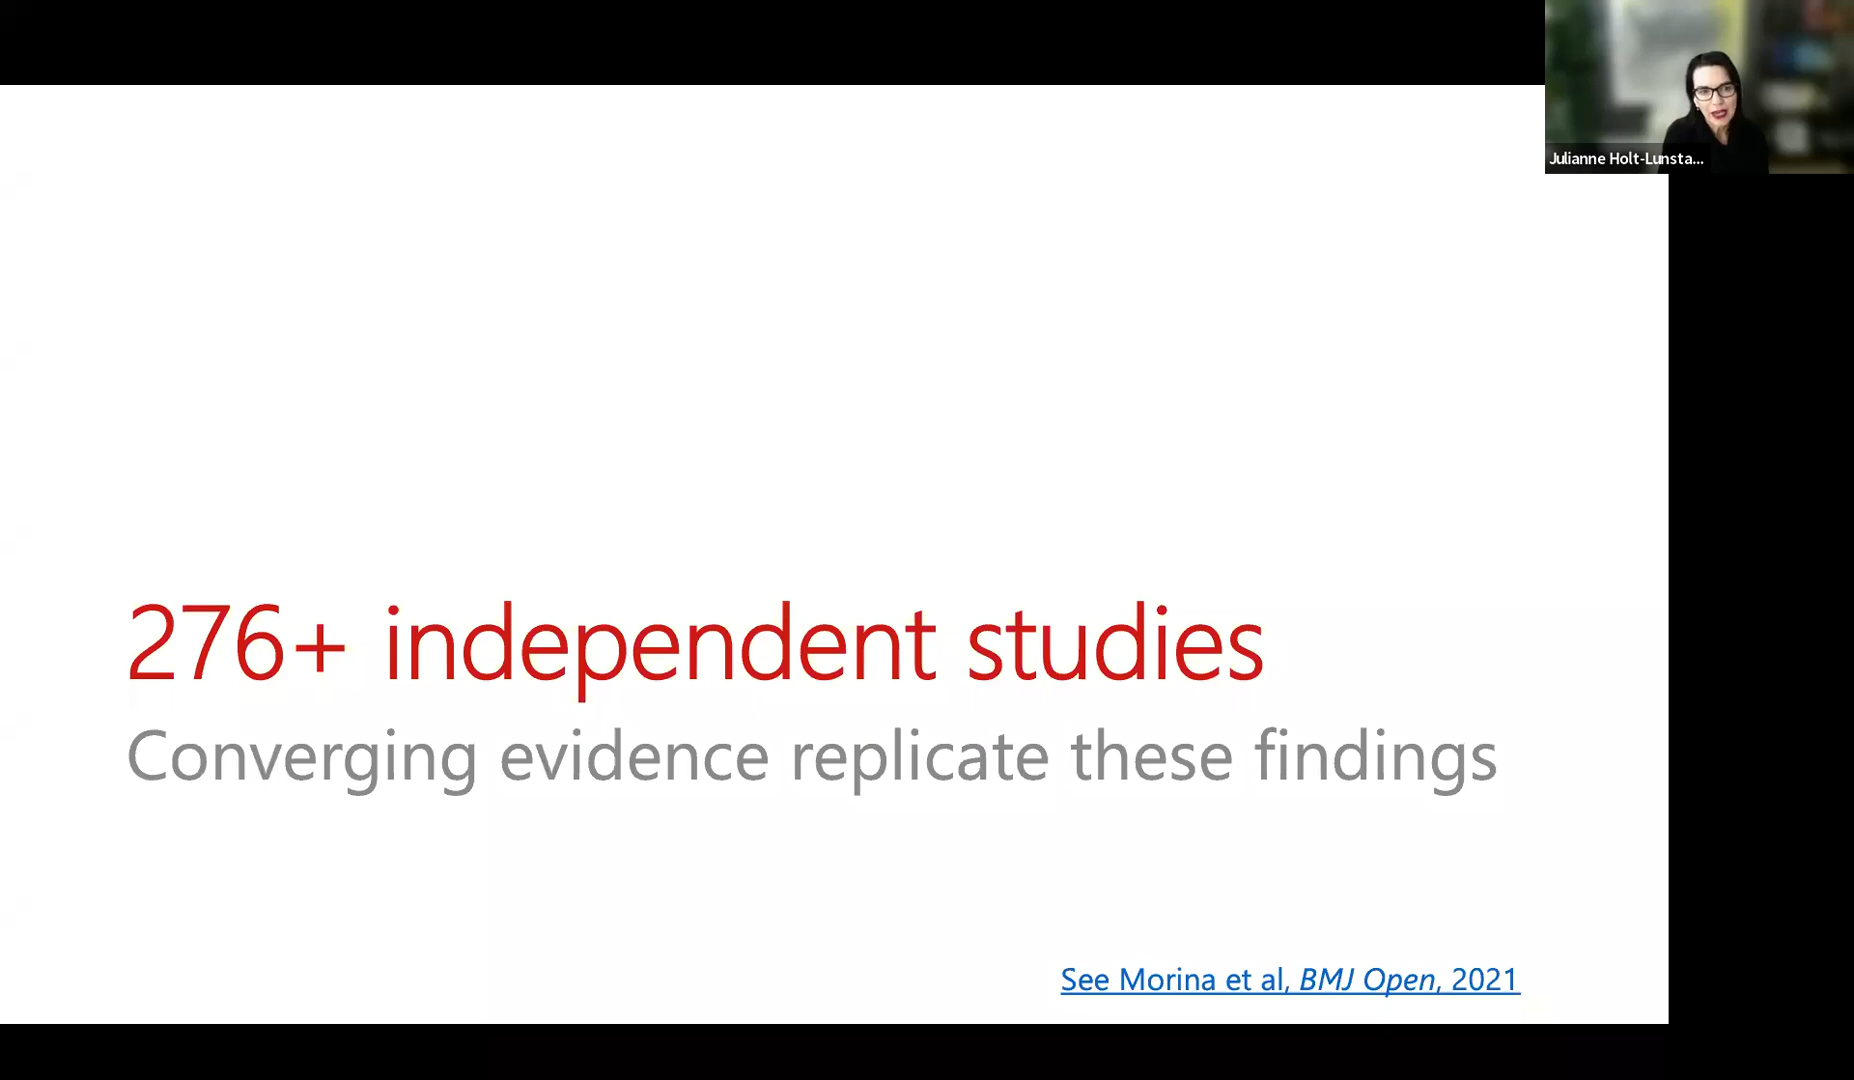 Julianne Holt-Lunsta...
276+ independent studies
Converging evidence replicate these findings
See Morina et al, BMJ Open, 2021